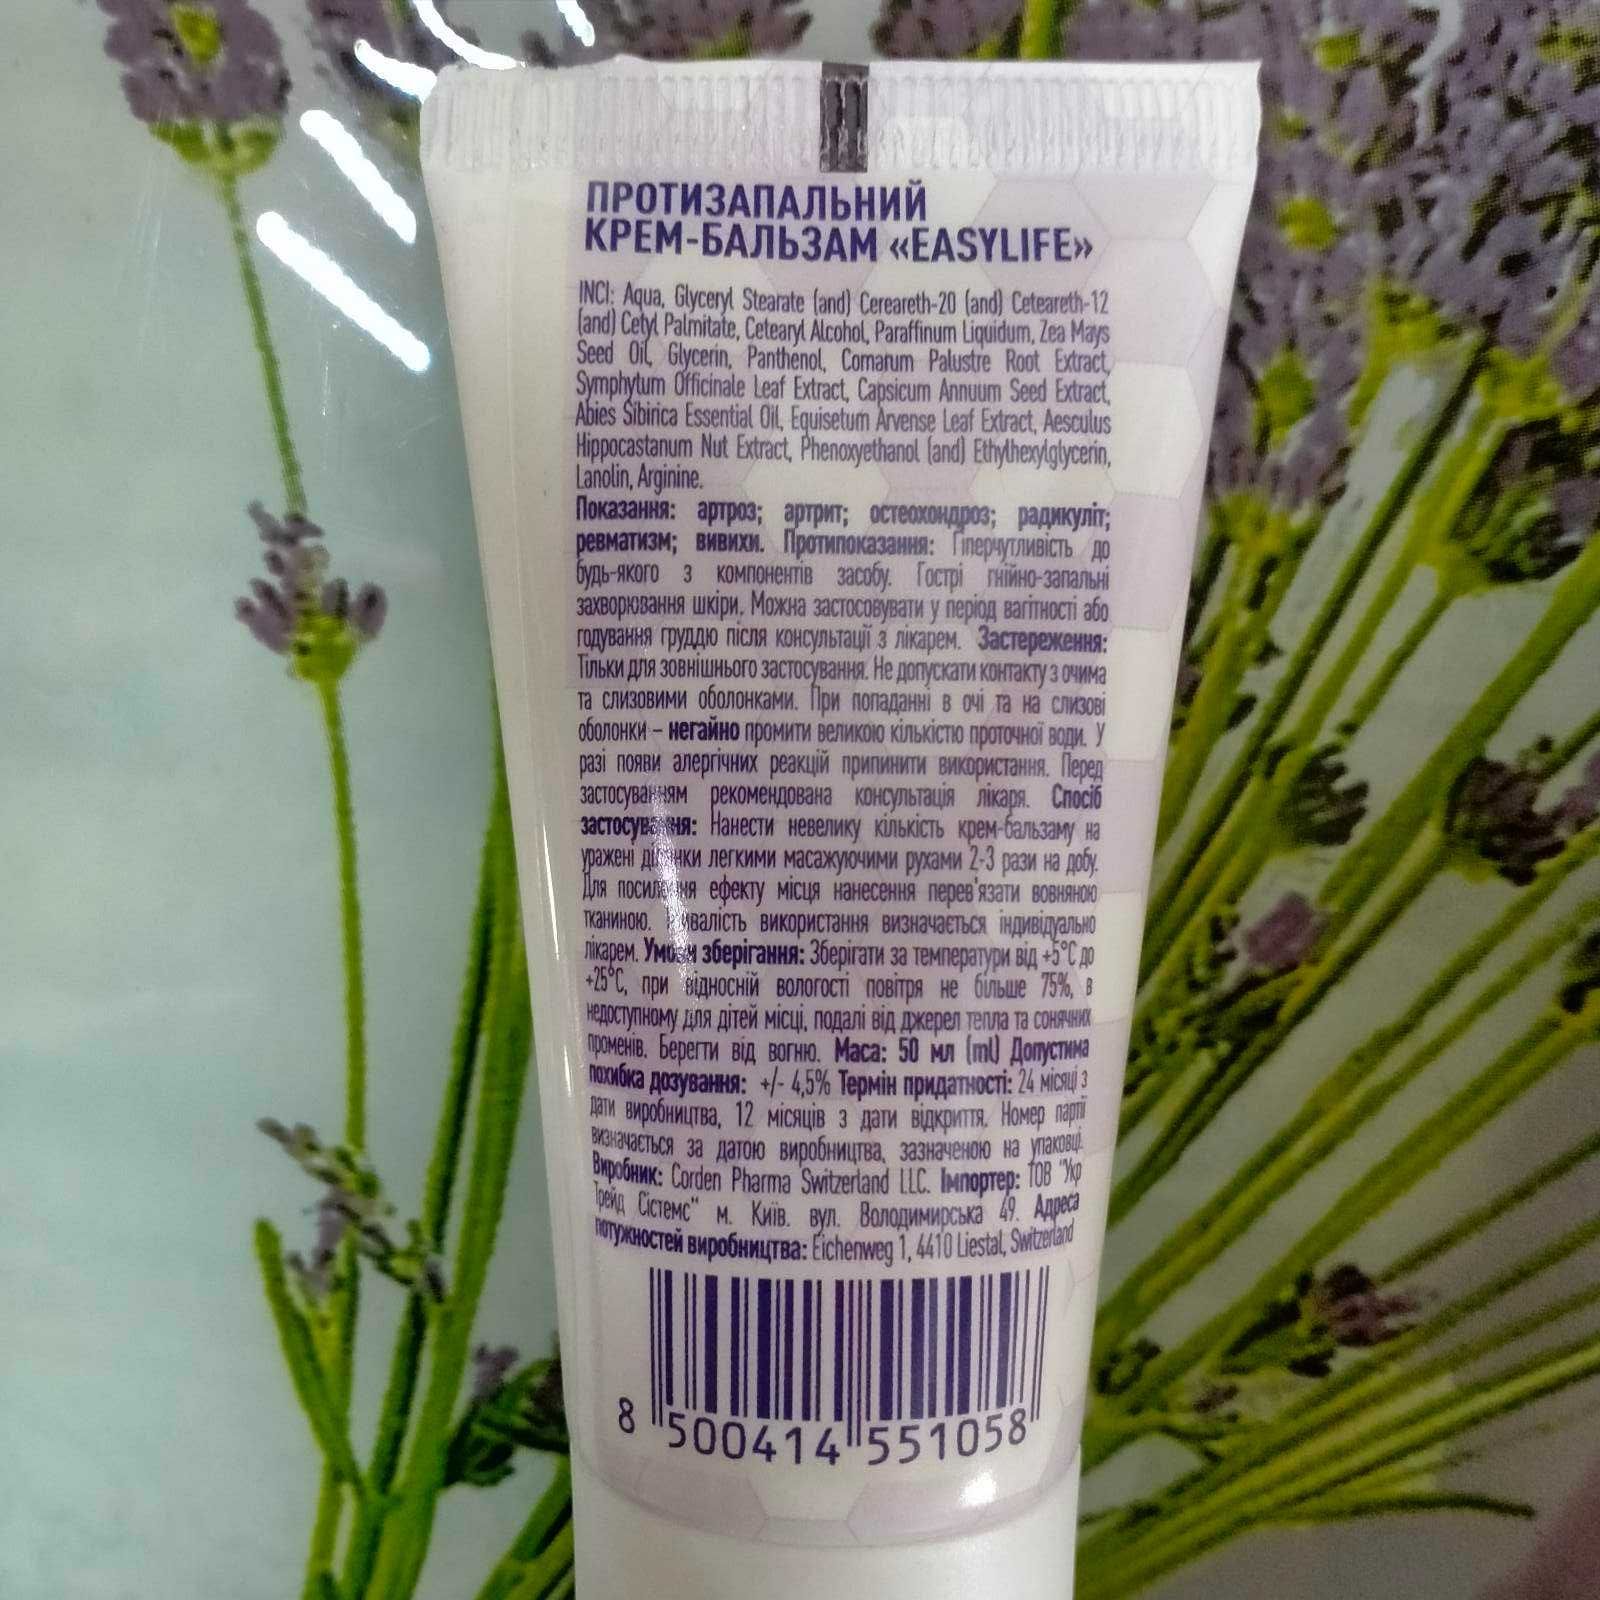 ПРОТИЗАПАЛЬНИЙ
КРЕМ-БАЛЬЗАМ «EASYLIFE»
INCI: Aqua, Glyceryl Stearate (and) Cereareth-20 (and) Ceteareth-12
(and) Cetyl Palmitate, Cetearyl Alcohol, Paraffinum Liquidum, Zea Mays
Seed Oil, Glycerin, Panthenol, Comarum Palustre Root Extract,
Symphytum Officinale Leaf Extract, Capsicum Annuum Seed Extract,
Abies Sibirica Essential Oil, Equisetum Arvense Leaf Extract, Aesculus
Hippocastanum Nut Extract, Phenoxyethanol (and) Ethylhexylglycerin,
Lanolin, Arginine.
Показання: артроз; артрит; остеохондроз; радикуліт;
ревматизм; вивихи. Протипоказання: Гіперчутливість до
будь-якого з компонентів засобу. Гострі гнійно-запальні
захворювання шкіри. Можна застосовувати у період вагітності або
годування груддю після консультації з лікарем. Застереження:
Тільки для зовнішнього застосування. Не допускати контакту з очима
та слизовими оболонками. При попаданні в очі та на слизові
оболонки – негайно промити великою кількістю проточної води. У
разі появи алергічних реакцій припинити використання. Перед
застосуванням рекомендована консультація лікаря. Спосіб
застосування: Нанести невелику кількість крем-бальзаму на
уражені ділянки легкими масажуючими рухами 2-3 рази на добу.
Для посилення ефекту місця нанесення перев'язати вовняною
тканиною. Тривалість використання визначається індивідуально
лікарем. Умови зберігання: Зберігати за температури від +5°C до
+25°C, при відносній вологості повітря не більше 75%, в
недоступному для дітей місці, подалі від джерел тепла та сонячних
променів. Берегти від вогню. Маса: 50 мл (ml) Допустима
похибка дозування: +/- 4,5% Термін придатності: 24 місяці з
дати виробництва, 12 місяців з дати відкриття. Номер партії
визначається за датою виробництва, зазначеною на упаковці.
Виробник: Corden Pharma Switzerland LLC. Імпортер: ТОВ "Укр
Трейд Сістемс" м. Київ. вул. Володимирська 49. Адреса
потужностей виробництва: Eichenweg 1, 4410 Liestal, Switzerland
8 500414 551058